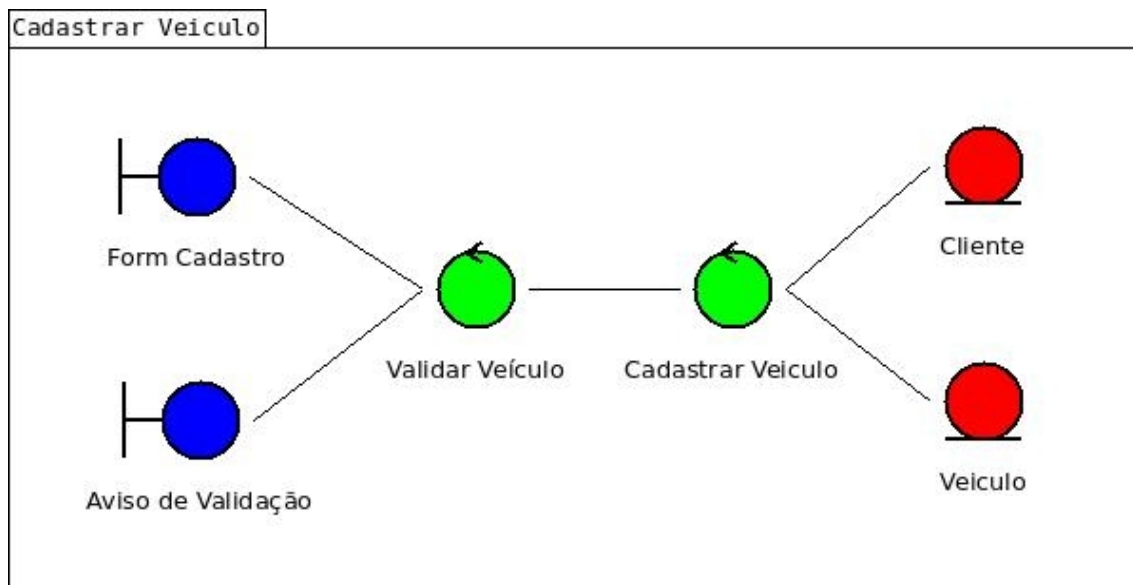 Cadastrar Veiculo
Form Cadastro
Cliente
Validar Veículo
Cadastrar Veiculo
Aviso de Validação
Veiculo